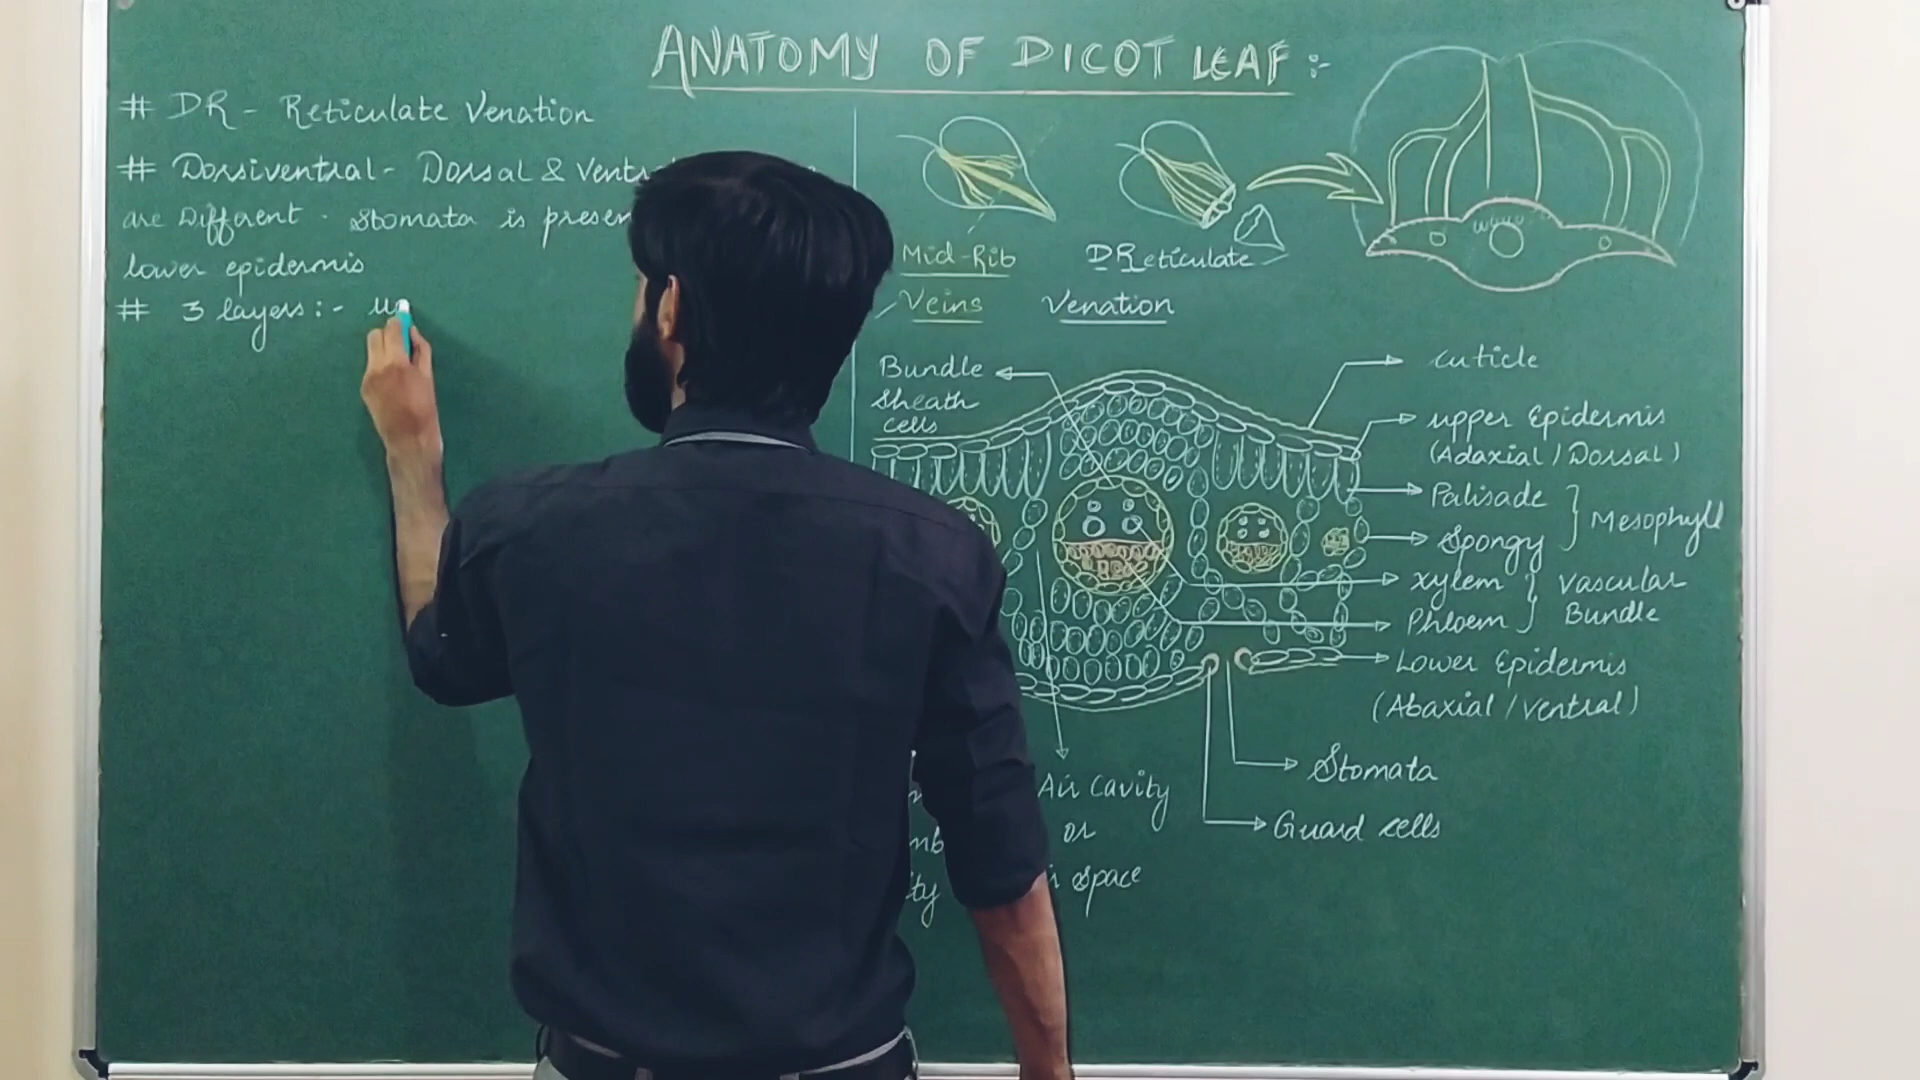 ANATOMY OF DICOT LEAF :-
# DR - Reticulate Venation
# Dorsiventral - Dorsal & Ventr
are Different . Stomata is presen
lower epidermis
# 3 layers :- u
Mid-Rib
Veins
DReticulate
Venation
Bundle
Sheath
cells
cuticle
upper Epidermis
(Adaxial / Dorsal)
Palisade
Spongy
Mesophyll
xylem
Phloem
Vascular
Bundle
Lower Epidermis
(Abaxial / Ventral)
Stomata
Guard cells
Air Cavity
or
space